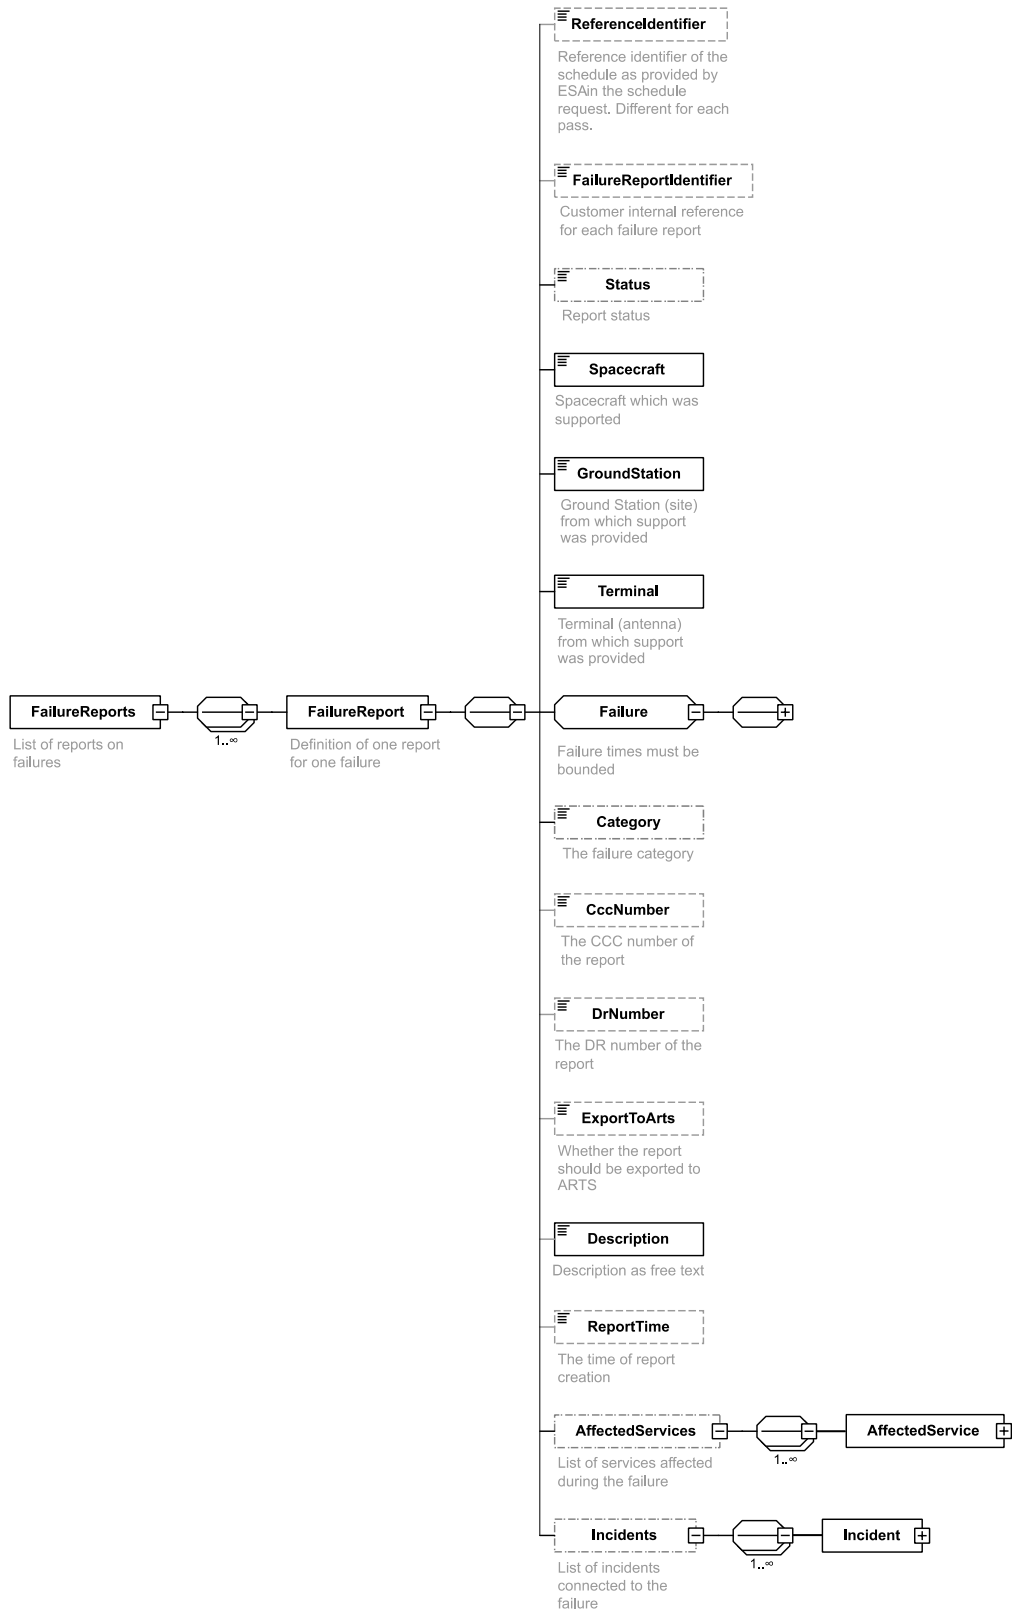 ReferenceIdentifier
Reference identifier of the
schedule as provided by
ESAin the schedule
request. Different for each
pass.
FailureReportIdentifier
Customer internal reference
for each failure report
Status
Report status
Spacecraft
Spacecraft which was
supported
GroundStation
Ground Station (site)
from which support
was provided
Terminal
Terminal (antenna)
from which support
was provided
FailureReports
List of reports on
failures
1..∞
FailureReport
Definition of one report
for one failure
Failure
Failure times must be
bounded
Category
The failure category
CccNumber
The CCC number of
the report
DrNumber
The DR number of the
report
ExportToArts
Whether the report
should be exported to
ARTS
Description
Description as free text
ReportTime
The time of report
creation
AffectedServices
List of services affected
during the failure
1..∞
AffectedService
Incidents
List of incidents
connected to the
failure
1..∞
Incident